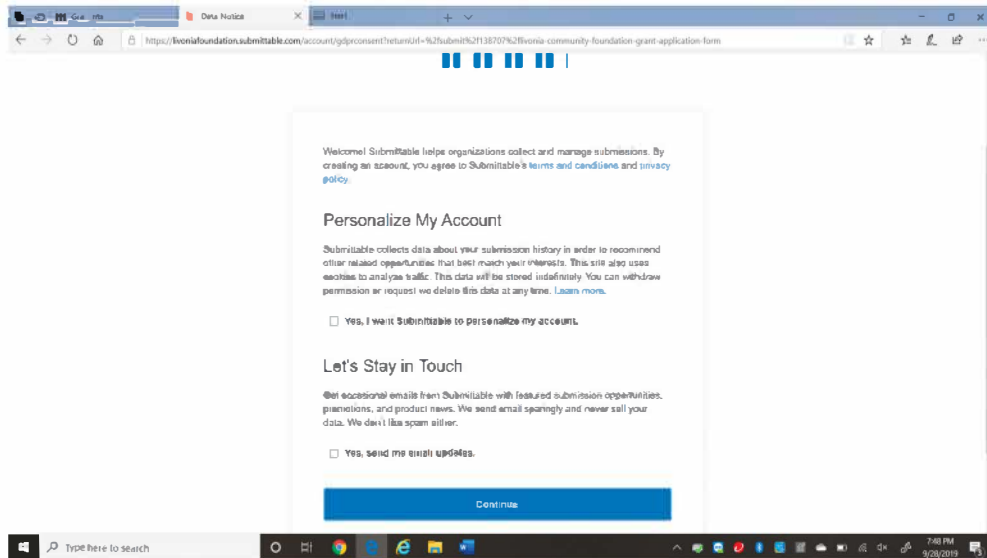 Data Notice
https://livoniafoundation.submittable.com/account/gdprconsent?returnUrl=%2fsubmit%2f138707%2flivonia-community-foundation-grant-application-form
Welcome! Submittable helps organizations collect and manage submissions. By
creating an account, you agree to Submittable's terms and conditions and privacy
policy.
Personalize My Account
Submittable collects data about your submission history in order to recommend
other related opportunities that best match your interests. This site also uses
cookies to analyze traffic. This data will be stored indefinitely. You can withdraw
permission or request we delete this data at any time. Learn more.
Yes, I want Submittable to personalize my account.
Let's Stay in Touch
Get occasional emails from Submittable with featured submission opportunities,
promotions, and product news. We send email sparingly and never sell your
data. We don't like spam either.
Yes, send me email updates.
Continue
Type here to search
7:48 PM
9/28/2019